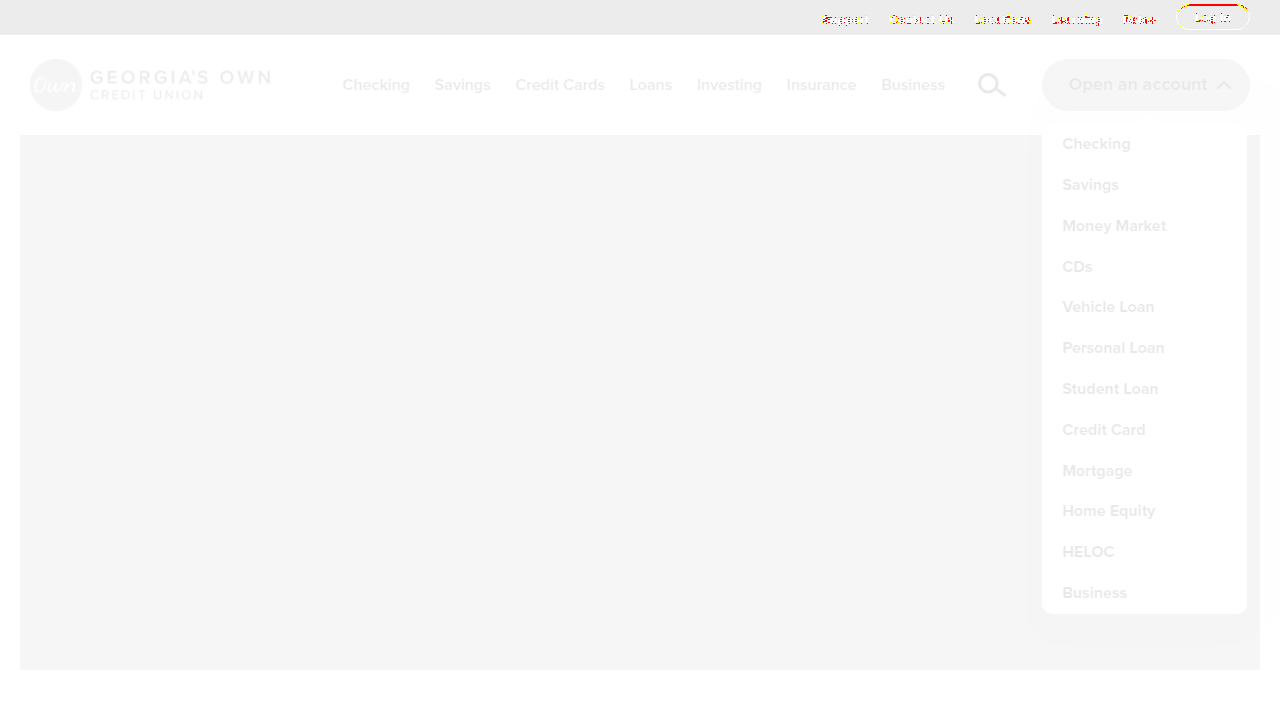 Support Contact Us Locations Investing Rates Log In
Own GEORGIA'S OWN
CREDIT UNION
Checking Savings Credit Cards Loans Investing Insurance Business
Open an account
Checking
Savings
Money Market
CDs
Vehicle Loan
Personal Loan
Student Loan
Credit Card
Mortgage
Home Equity
HELOC
Business